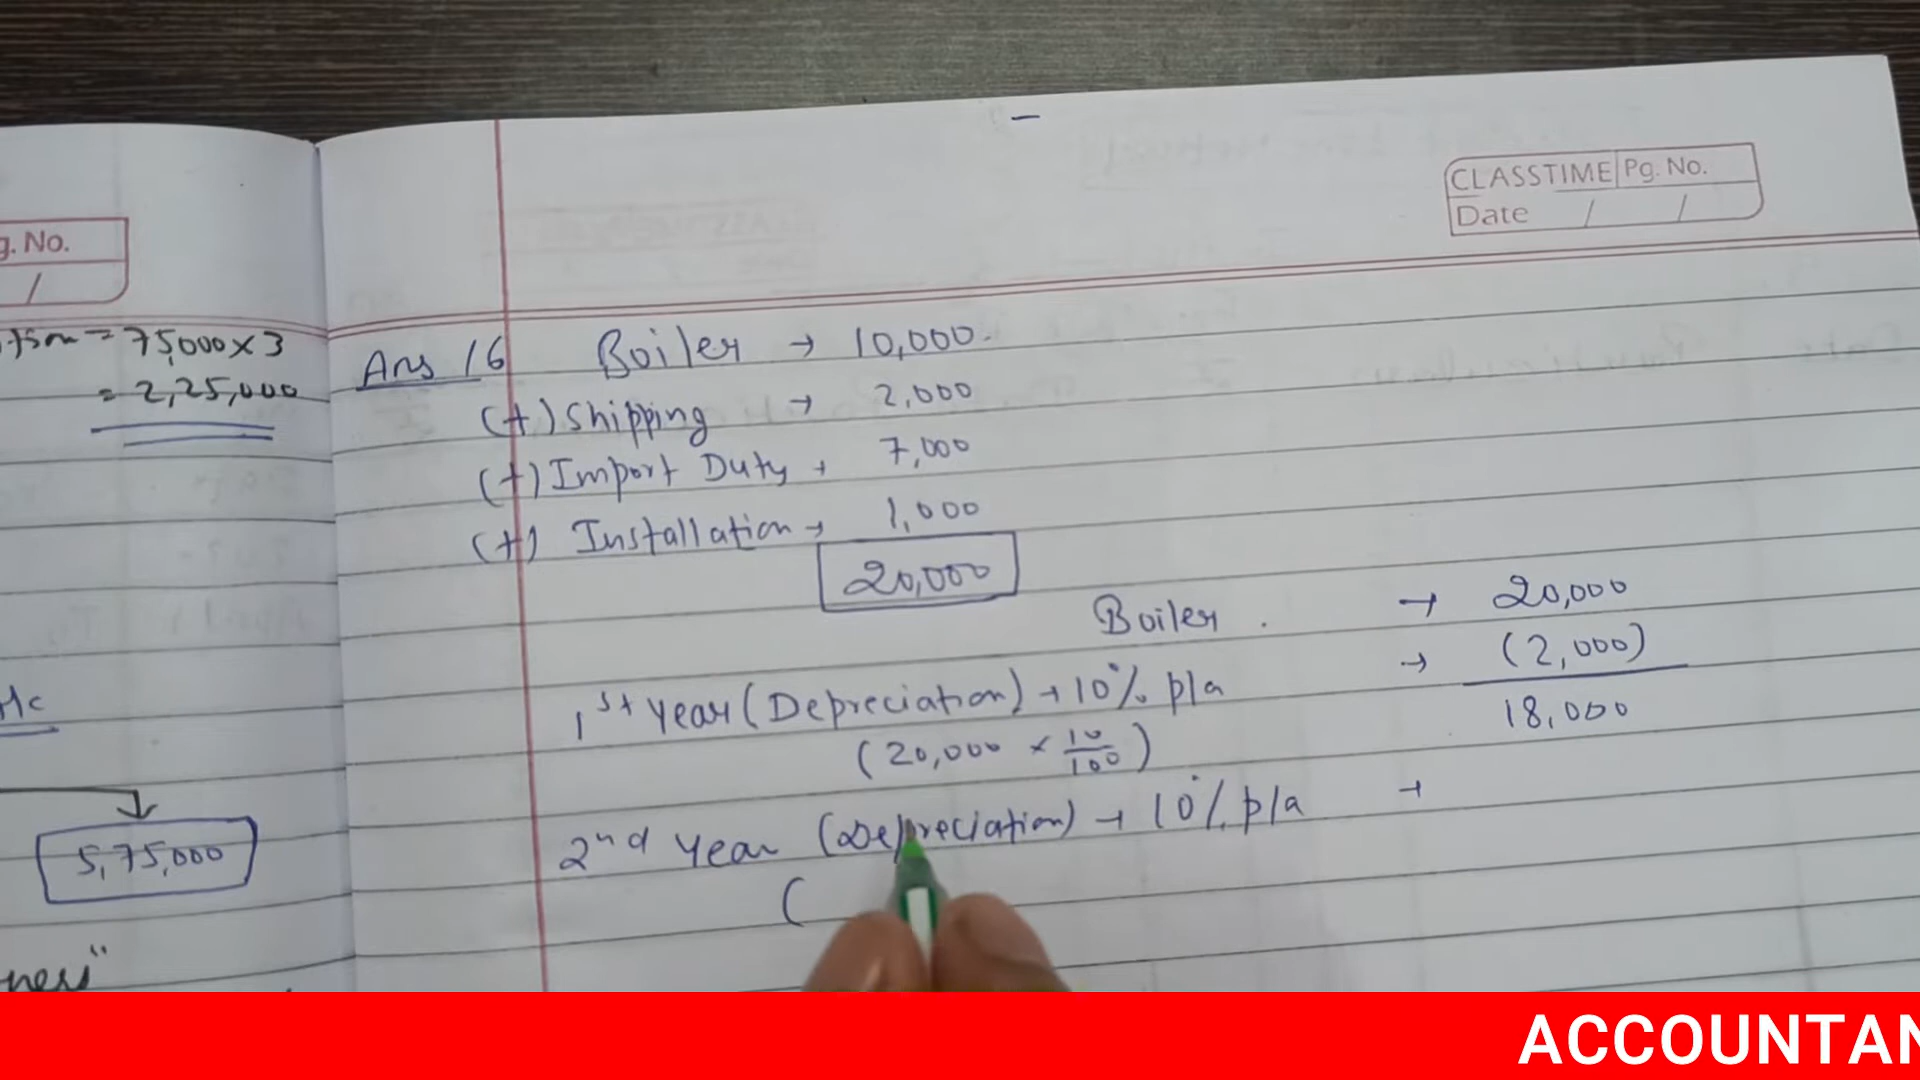 g. No.
/
= 75,000 x 3
= 2,25,000
A/c
5,75,000
CLASSTIME Pg. No.
Date / /
Ans 16 Boiler → 10,000.
(+) Shipping → 2,000
(+) Import Duty → 7,000
(+) Installation → 1,000
20,000
Boiler . → 20,000
1st Year (Depreciation) → 10% p/a → (2,000)
18,000
(20,000 × 10/100)
2nd Year (Depreciation) → 10% p/a →
(
ACCOUNTAN